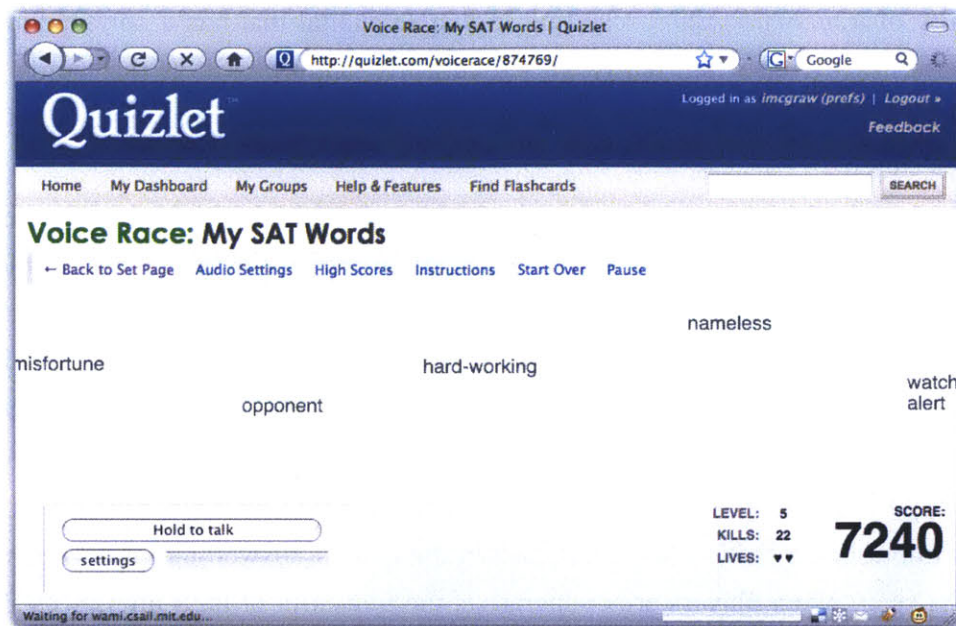 Voice Race: My SAT Words | Quizlet
Q http://quizlet.com/voicerace/874769/ G Google
Quizlet
Logged in as imcgraw (prefs) | Logout »
Feedback
Home My Dashboard My Groups Help & Features Find Flashcards SEARCH
Voice Race: My SAT Words
← Back to Set Page Audio Settings High Scores Instructions Start Over Pause
nameless
misfortune hard-working
watch
opponent alert
LEVEL: 5 SCORE:
Hold to talk KILLS: 22 7240
settings LIVES: ♥♥
Waiting for wami.csail.mit.edu...